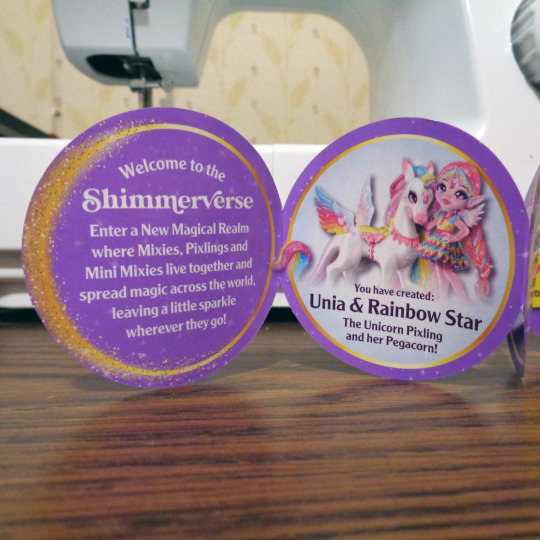 Welcome to the
Shimmerverse
Enter a New Magical Realm
where Mixies, Pixlings and
Mini Mixies live together and
spread magic across the world,
leaving a little sparkle
wherever they go!
You have created:
Unia & Rainbow Star
The Unicorn Pixling
and her Pegacorn!